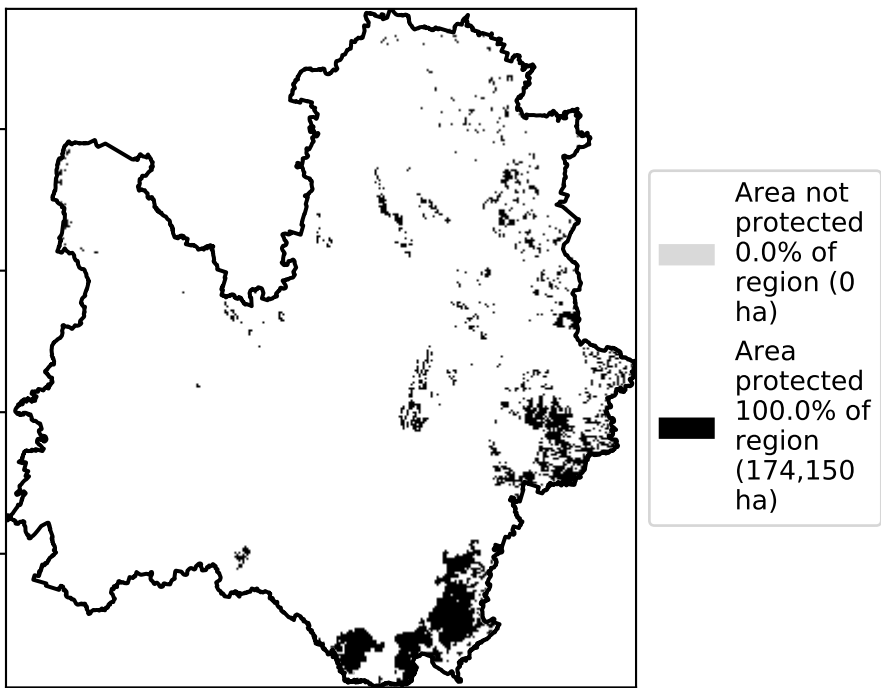 Area not
protected
0.0% of
region (0
ha)
Area
protected
100.0% of
region
(174,150
ha)